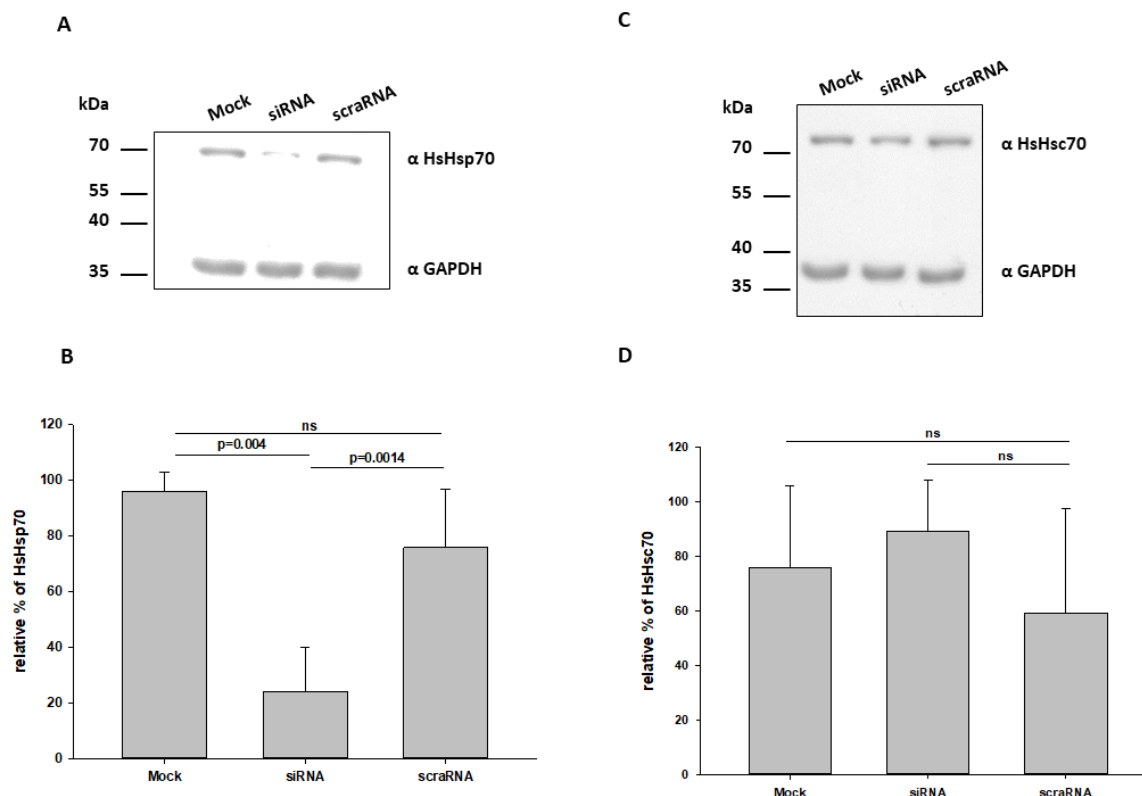 A
kDa
Mock
siRNA
scraRNA
70
55
40
35
α HsHsp70
α GAPDH
C
kDa
Mock
siRNA
scraRNA
70
55
40
35
α HsHsc70
α GAPDH
B
relative % of HsHsp70
120
100
80
60
40
20
0
ns
p=0.004
p=0.0014
Mock
siRNA
scraRNA
D
relative % of HsHsc70
120
100
80
60
40
20
0
ns
ns
Mock
siRNA
scraRNA